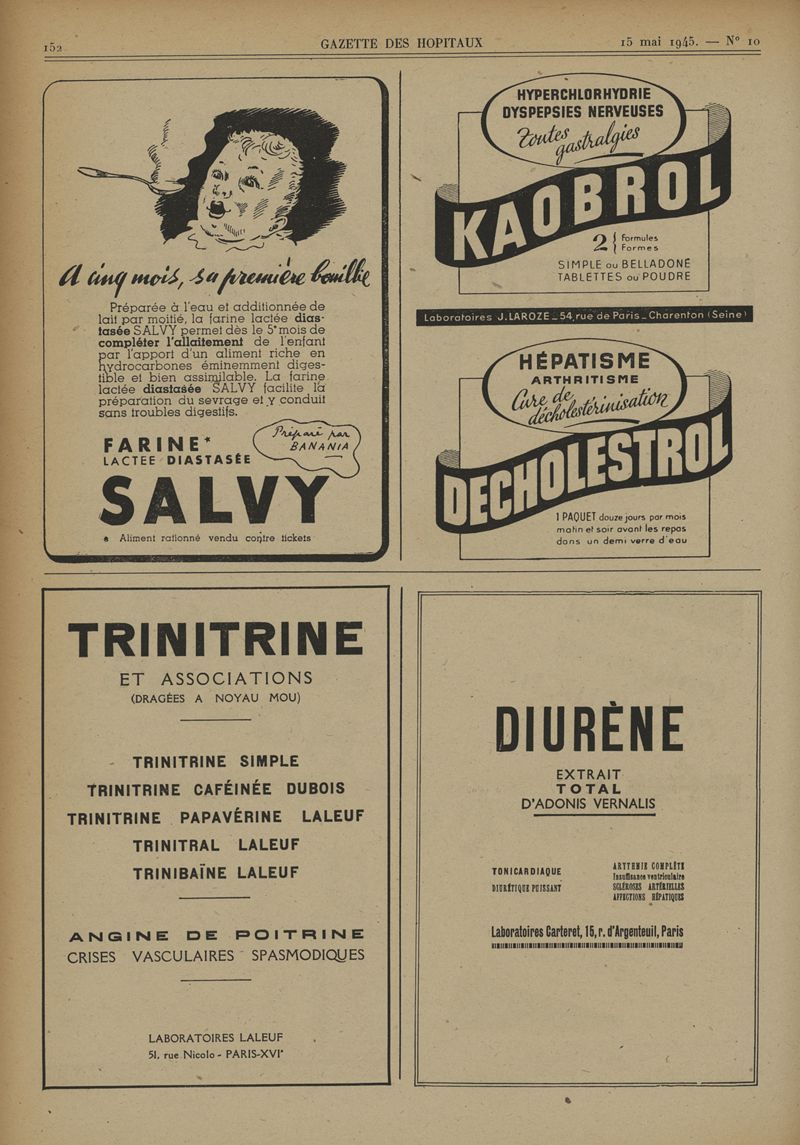 152
GAZETTE DES HOPITAUX
15 mai 1945. — N° 10
A cinq mois, sa première bouillie
Préparée à l'eau et additionnée de
lait par moitié, la farine lactée dias-
tasée SALVY permet dès le 5e mois de
compléter l'allaitement de l'enfant
par l'apport d'un aliment riche en
hydrocarbones éminemment diges-
tible et bien assimilable. La farine
lactée diastasée SALVY facilite la
préparation du sevrage et y conduit
sans troubles digestifs.
FARINE*
LACTEE DIASTASÉE
Préparé par
BANANIA
SALVY
* Aliment rationné vendu contre tickets
HYPERCHLORHYDRIE
DYSPEPSIES NERVEUSES
Toutes
gastralgies
KAOBROL
2 { formules
Formes
SIMPLE ou BELLADONÉ
TABLETTES ou POUDRE
Laboratoires J. LAROZE _ 54, rue de Paris _ Charenton (Seine)
HÉPATISME
ARTHRITISME
Cure de
décholestérinisation
DECHOLESTROL
1 PAQUET douze jours par mois
matin et soir avant les repas
dans un demi verre d'eau
TRINITRINE
ET ASSOCIATIONS
(DRAGÉES A NOYAU MOU)
TRINITRINE SIMPLE
TRINITRINE CAFÉINÉE DUBOIS
TRINITRINE PAPAVÉRINE LALEUF
TRINITRAL LALEUF
TRINIBAÏNE LALEUF
ANGINE DE POITRINE
CRISES VASCULAIRES SPASMODIQUES
LABORATOIRES LALEUF
51, rue Nicolo - PARIS-XVIe
DIURÈNE
EXTRAIT
TOTAL
D'ADONIS VERNALIS
TONICARDIAQUE
DIURÉTIQUE PUISSANT
ARYTHMIE COMPLÈTE
Insuffisance ventriculaire
SCLÉROSES ARTÉRIELLES
AFFECTIONS HÉPATIQUES
Laboratoires Carteret, 15, r. d'Argenteuil, Paris